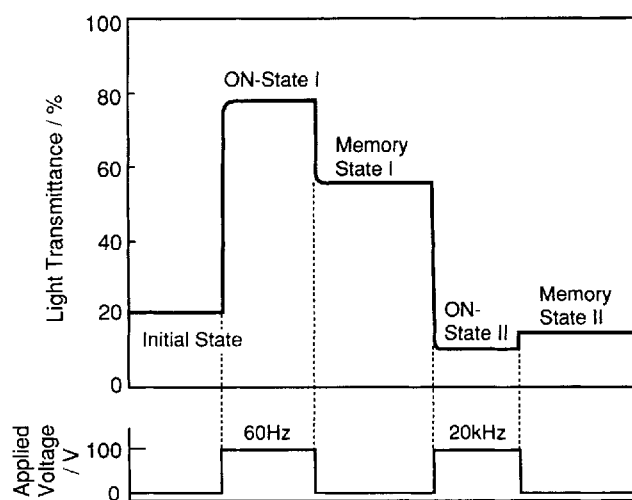 100
80
60
40
20
0
Light Transmittance / %
ON-State I
Memory
State I
Initial State
ON-
State II
Memory
State II
Applied
Voltage
/ V
100
0
60Hz
20kHz